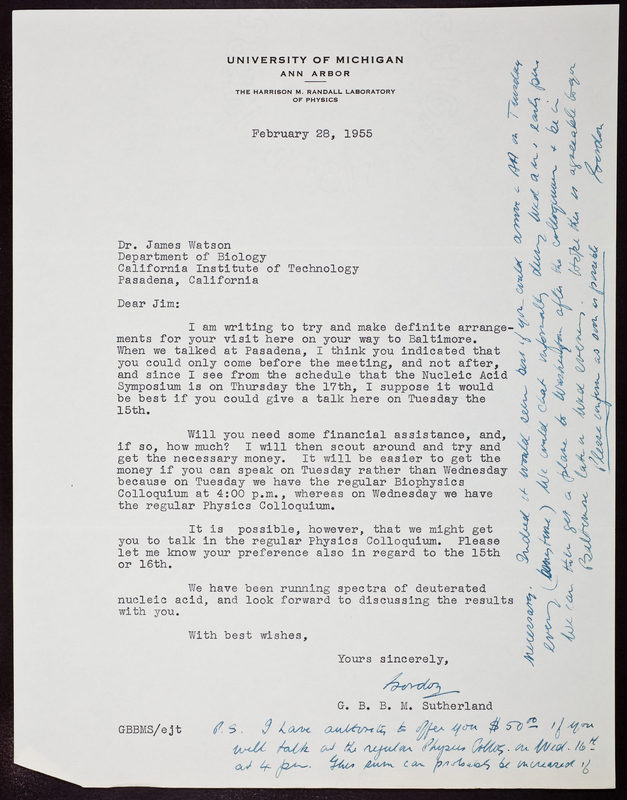 UNIVERSITY OF MICHIGAN
ANN ARBOR
THE HARRISON M. RANDALL LABORATORY
OF PHYSICS
February 28, 1955
Dr. James Watson
Department of Biology
California Institute of Technology
Pasadena, California
Dear Jim:
I am writing to try and make definite arrange-
ments for your visit here on your way to Baltimore.
When we talked at Pasadena, I think you indicated that
you could only come before the meeting, and not after,
and since I see from the schedule that the Nucleic Acid
Symposium is on Thursday the 17th, I suppose it would
be best if you could give a talk here on Tuesday the
15th.
Will you need some financial assistance, and,
if so, how much? I will then scout around and try and
get the necessary money. It will be easier to get the
money if you can speak on Tuesday rather than Wednesday
because on Tuesday we have the regular Biophysics
Colloquium at 4:00 p.m., whereas on Wednesday we have
the regular Physics Colloquium.
It is possible, however, that we might get
you to talk in the regular Physics Colloquium. Please
let me know your preference also in regard to the 15th
or 16th.
We have been running spectra of deuterated
nucleic acid, and look forward to discussing the results
with you.
With best wishes,
Yours sincerely,
Gordon
G. B. B. M. Sutherland
GBBMS/ejt
P.S. I have authority to offer you $50.00 if you
will talk at the regular Physics Colloq. on Wed. 16th
at 4 pm. This sum can probably be increased if
necessary. Indeed it would seem best if you could arrive in AA on Tuesday
eveng (time) We could chat informally during Wed a.m. & early pm.
We can then get a plane to Washington after the colloquium & be in
Baltimore late on Wed evening. Hope this is agreeable to you
Please confirm as soon as possible
Gordon